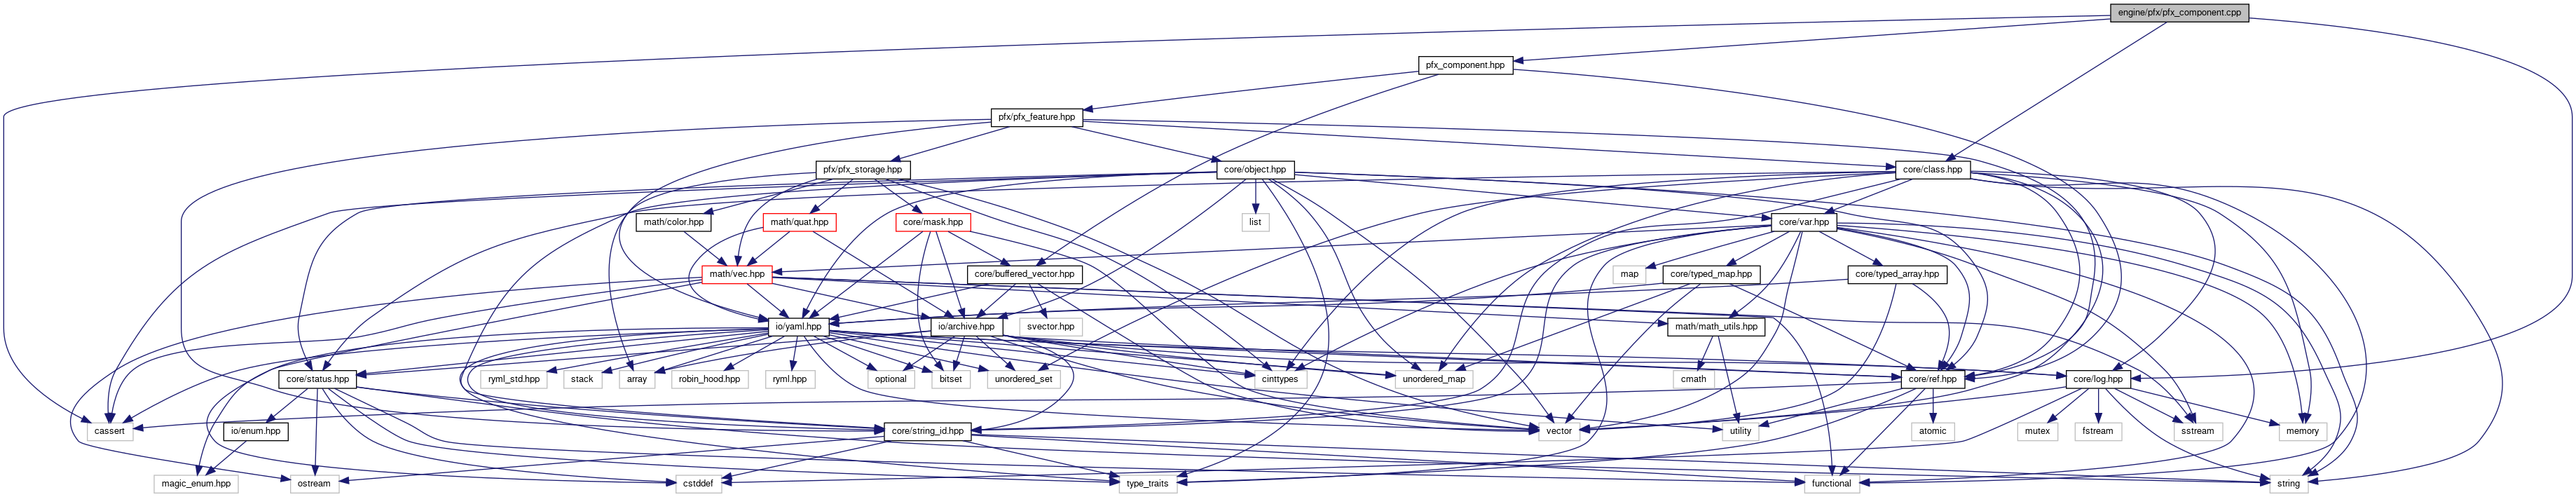 engine/pfx/pfx_component.cpp
pfx_component.hpp
pfx/pfx_feature.hpp
pfx/pfx_storage.hpp
core/object.hpp
core/class.hpp
math/color.hpp
math/quat.hpp
core/mask.hpp
list
core/var.hpp
math/vec.hpp
core/buffered_vector.hpp
map
core/typed_map.hpp
core/typed_array.hpp
io/yaml.hpp
io/archive.hpp
svector.hpp
math/math_utils.hpp
core/status.hpp
ryml_std.hpp
stack
array
robin_hood.hpp
ryml.hpp
optional
bitset
unordered_set
cinttypes
unordered_map
cmath
core/ref.hpp
core/log.hpp
cassert
io/enum.hpp
core/string_id.hpp
vector
utility
atomic
mutex
fstream
sstream
memory
magic_enum.hpp
ostream
cstddef
type_traits
functional
string